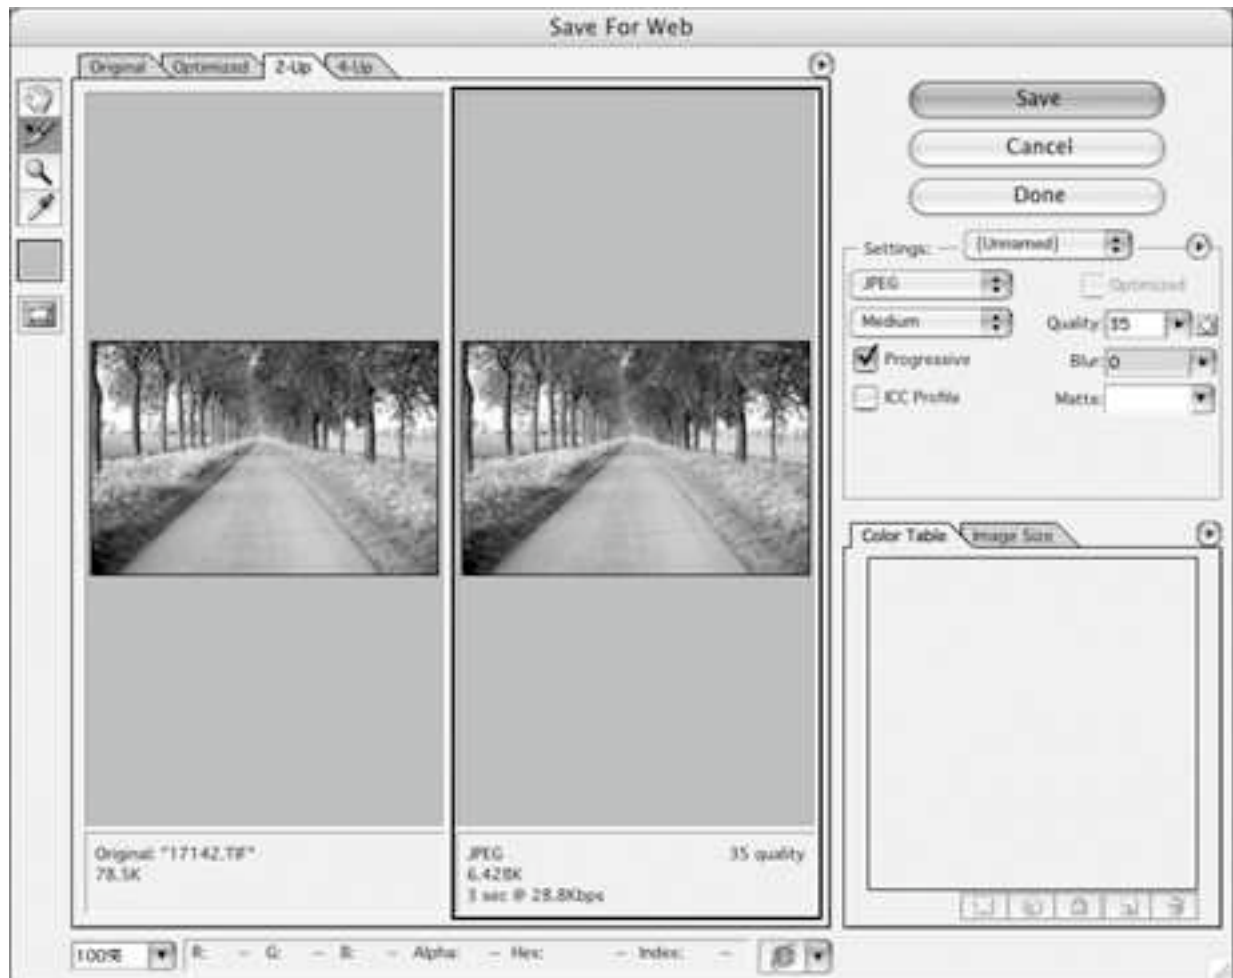 Save For Web
Original Optimized 2-Up 4-Up
Save
Cancel
Done
Settings: [Unnamed]
JPEG Optimized
Medium Quality: 35
Progressive Blur: 0
ICC Profile Matte:
Color Table Image Size
Original: "17142.TIF"
78.5K
JPEG 35 quality
6.428K
3 sec @ 28.8Kbps
100% R: -- G: -- B: -- Alpha: -- Hex: -- Index: --